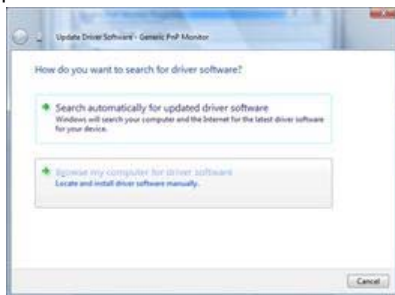 Update Driver Software - Generic PnP Monitor
How do you want to search for driver software?
Search automatically for updated driver software
Windows will search your computer and the Internet for the latest driver software
for your device.
Browse my computer for driver software
Locate and install driver software manually.
Cancel